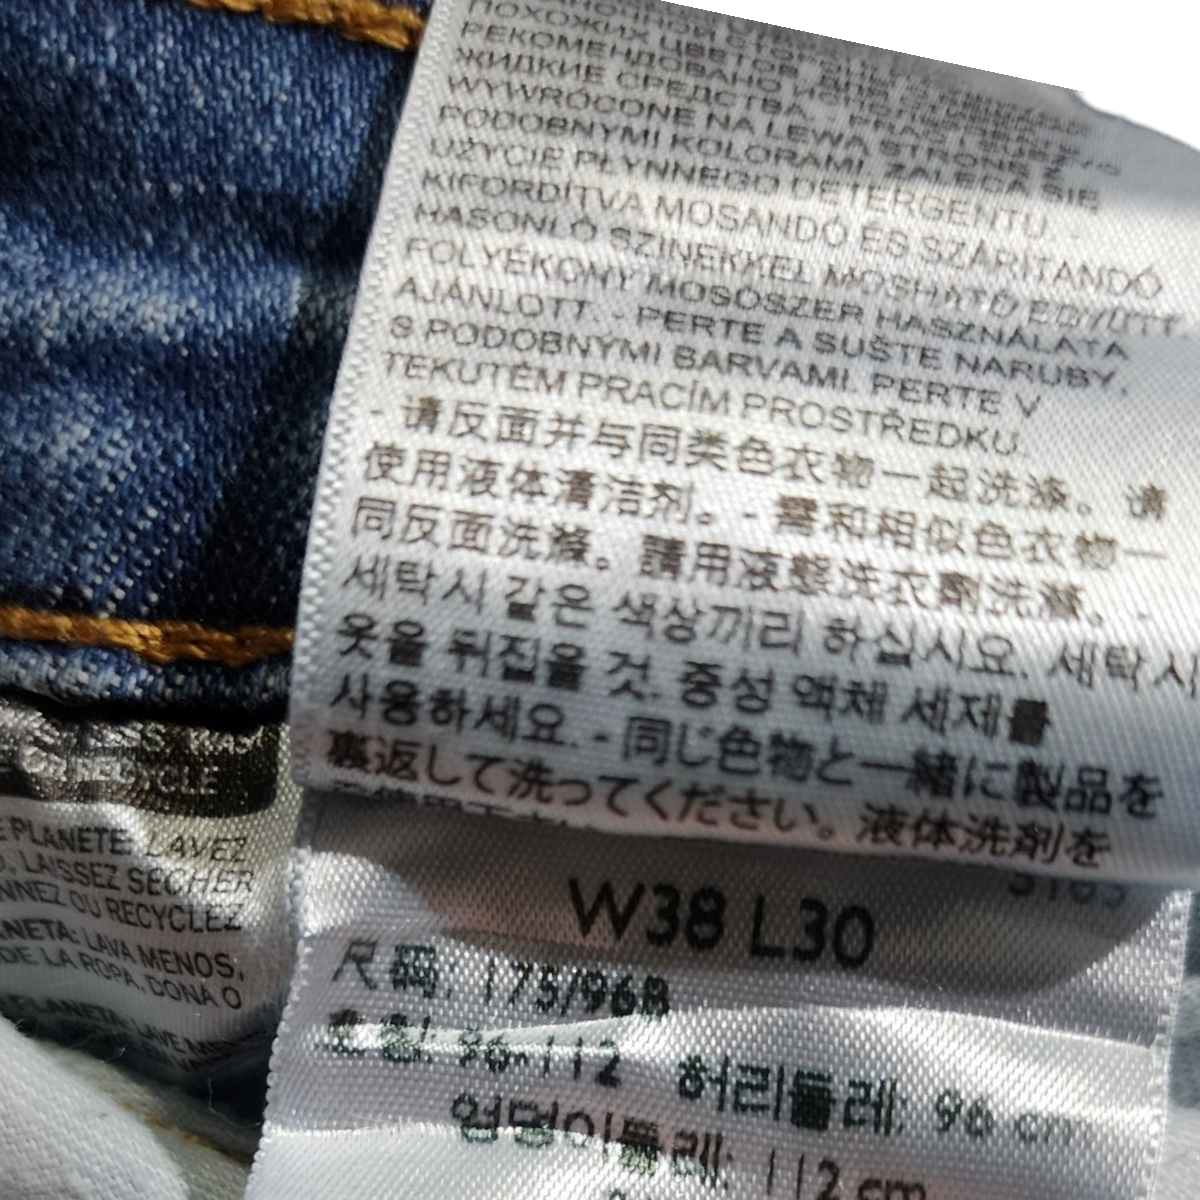 ПОХОЖИХ ЦВЕТОВ.
РЕКОМЕНДОВАНО
ЖИДКИЕ СРЕДСТВА -
WYWRÓCONE NA LEWĄ STRONĘ Z
PODOBNYMI KOLORAMI. ZALECA SIĘ
UŻYCIE PŁYNNEGO DETERGENTU.
KIFORDÍTVA MOSANDÓ ÉS SZÁRÍTANDÓ
HASONLÓ SZINEKKEL MOSHATÓ EGYÜTT
FOLYÉKONY MOSÓSZER HASZNÁLATA
AJÁNLOTT. - PERTE A SUŠTE NARUBY,
S PODOBNÝMI BARVAMI. PERTE V
TEKUTÉM PRACÍM PROSTŘEDKU.
- 请反面并与同类色衣物一起洗涤。请
使用液体清洁剂。- 需和相似色衣物一
同反面洗滌。請用液態洗衣劑洗滌。-
세탁시 같은 색상끼리 하십시오. 세탁시
옷을 뒤집을 것. 중성 액체 세제를
사용하세요. - 同じ色物と一緒に製品を
裏返して洗ってください。液体洗剤を
W38 L30
尺码: 175/96B
호칭: 96-112 허리둘레: 96 cm
엉덩이둘레: 112 cm
RECYCLE
PLANETE: LAVEZ
LAISSEZ SÉCHER
OU RECYCLEZ
LAVA MENOS,
DE LA ROPA, DONA O